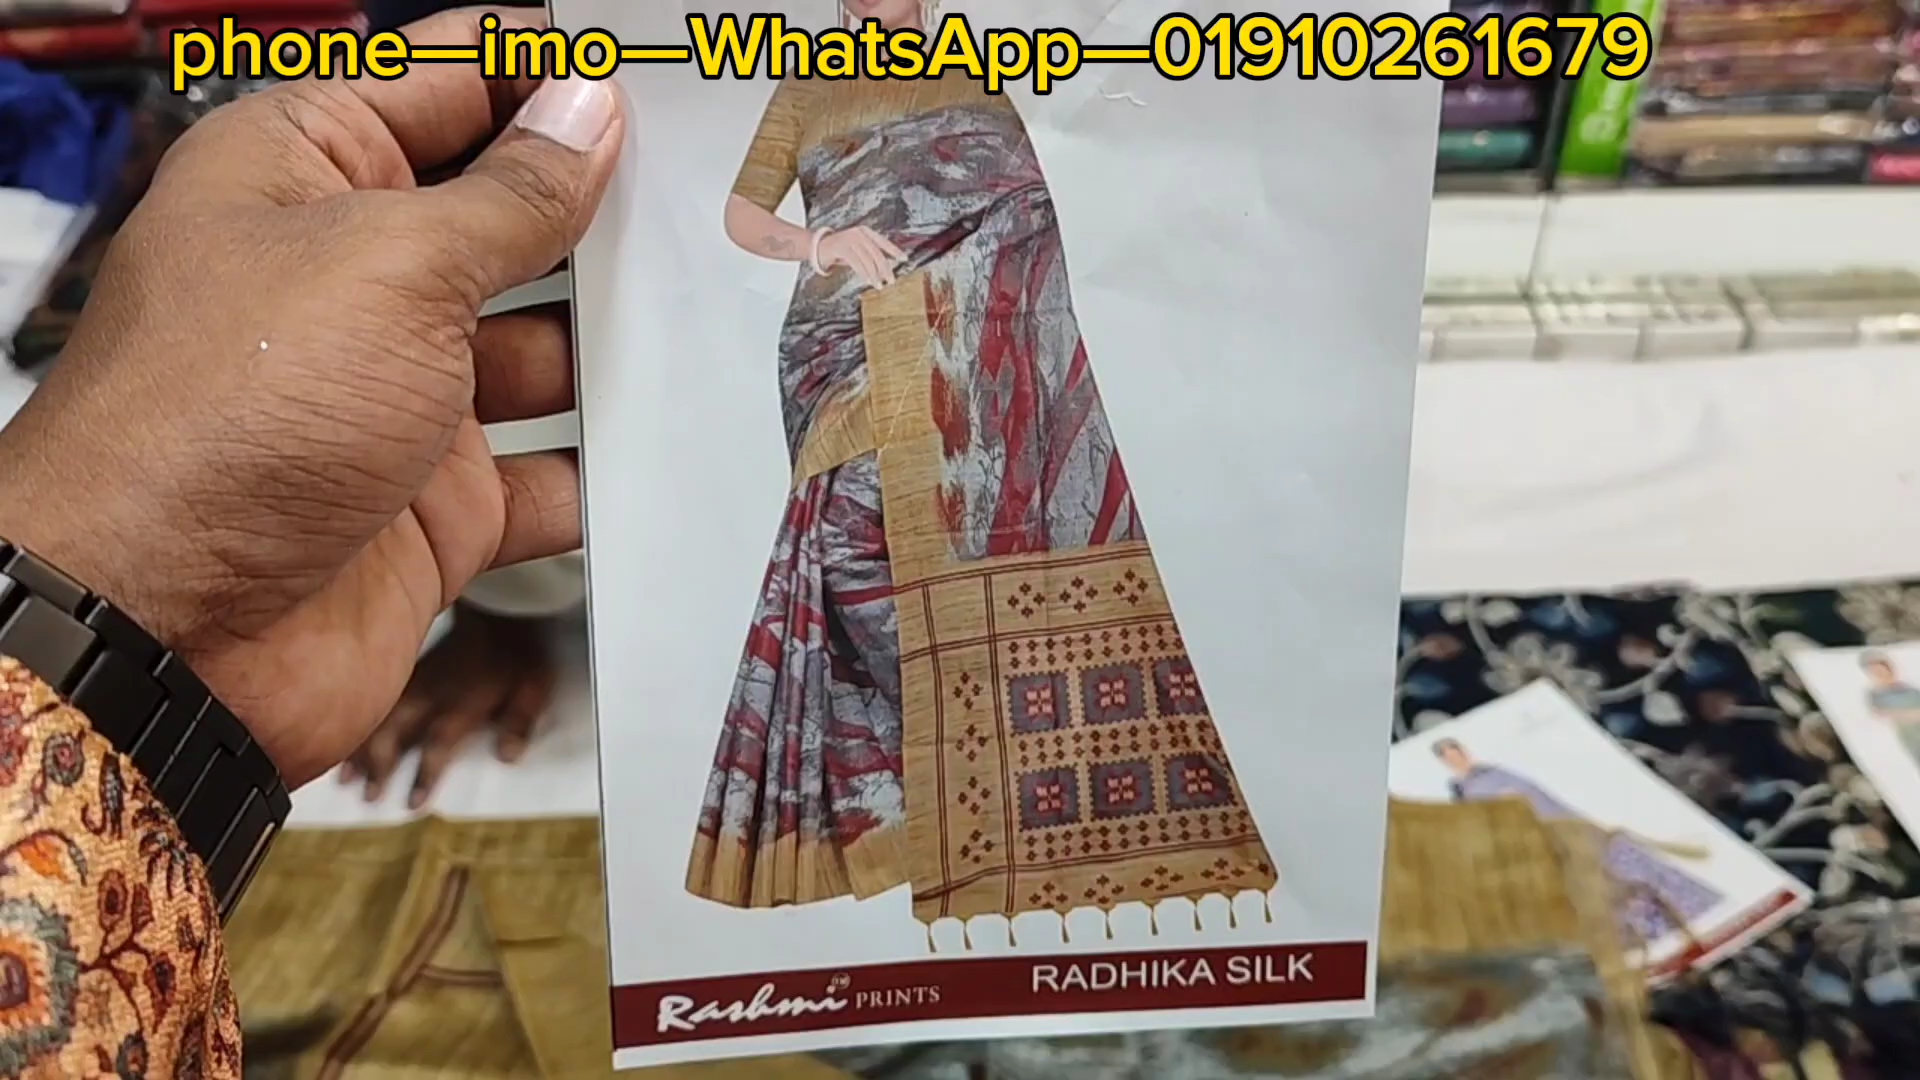 phone—imo—WhatsApp—01910261679
Rashmi PRINTS
RADHIKA SILK